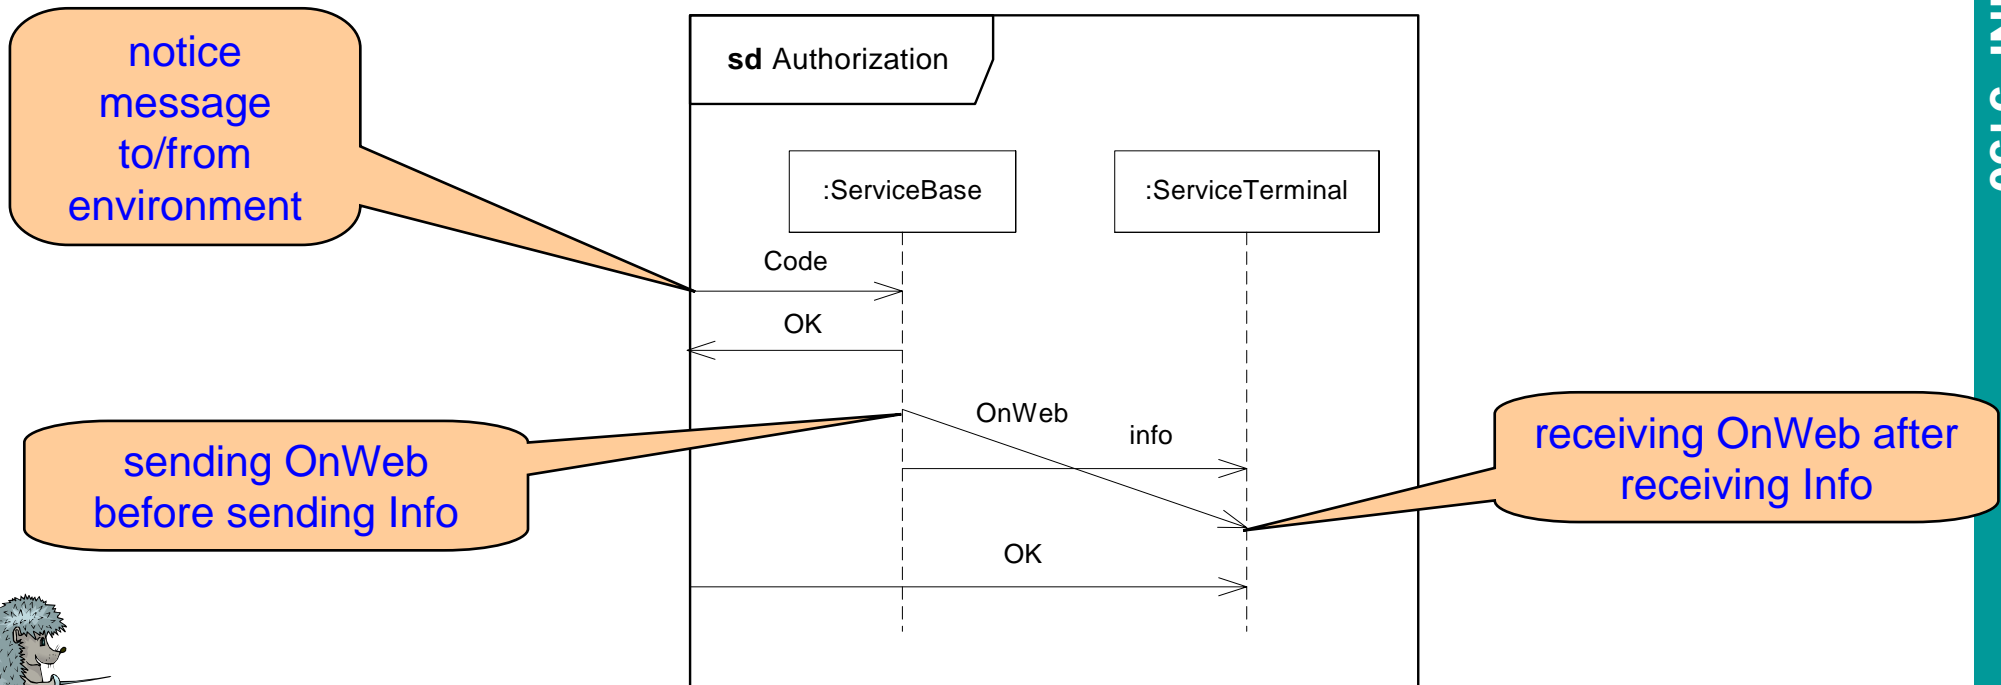 notice
message
to/from
environment
sd Authorization
:ServiceBase
:ServiceTerminal
Code
OK
OnWeb
info
sending OnWeb
before sending Info
receiving OnWeb after
receiving Info
OK